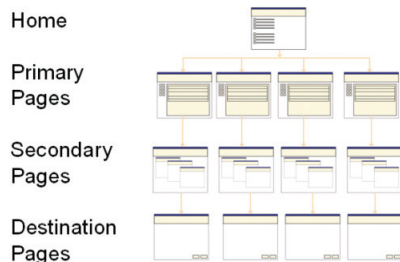 Home
Primary
Pages
Secondary
Pages
Destination
Pages